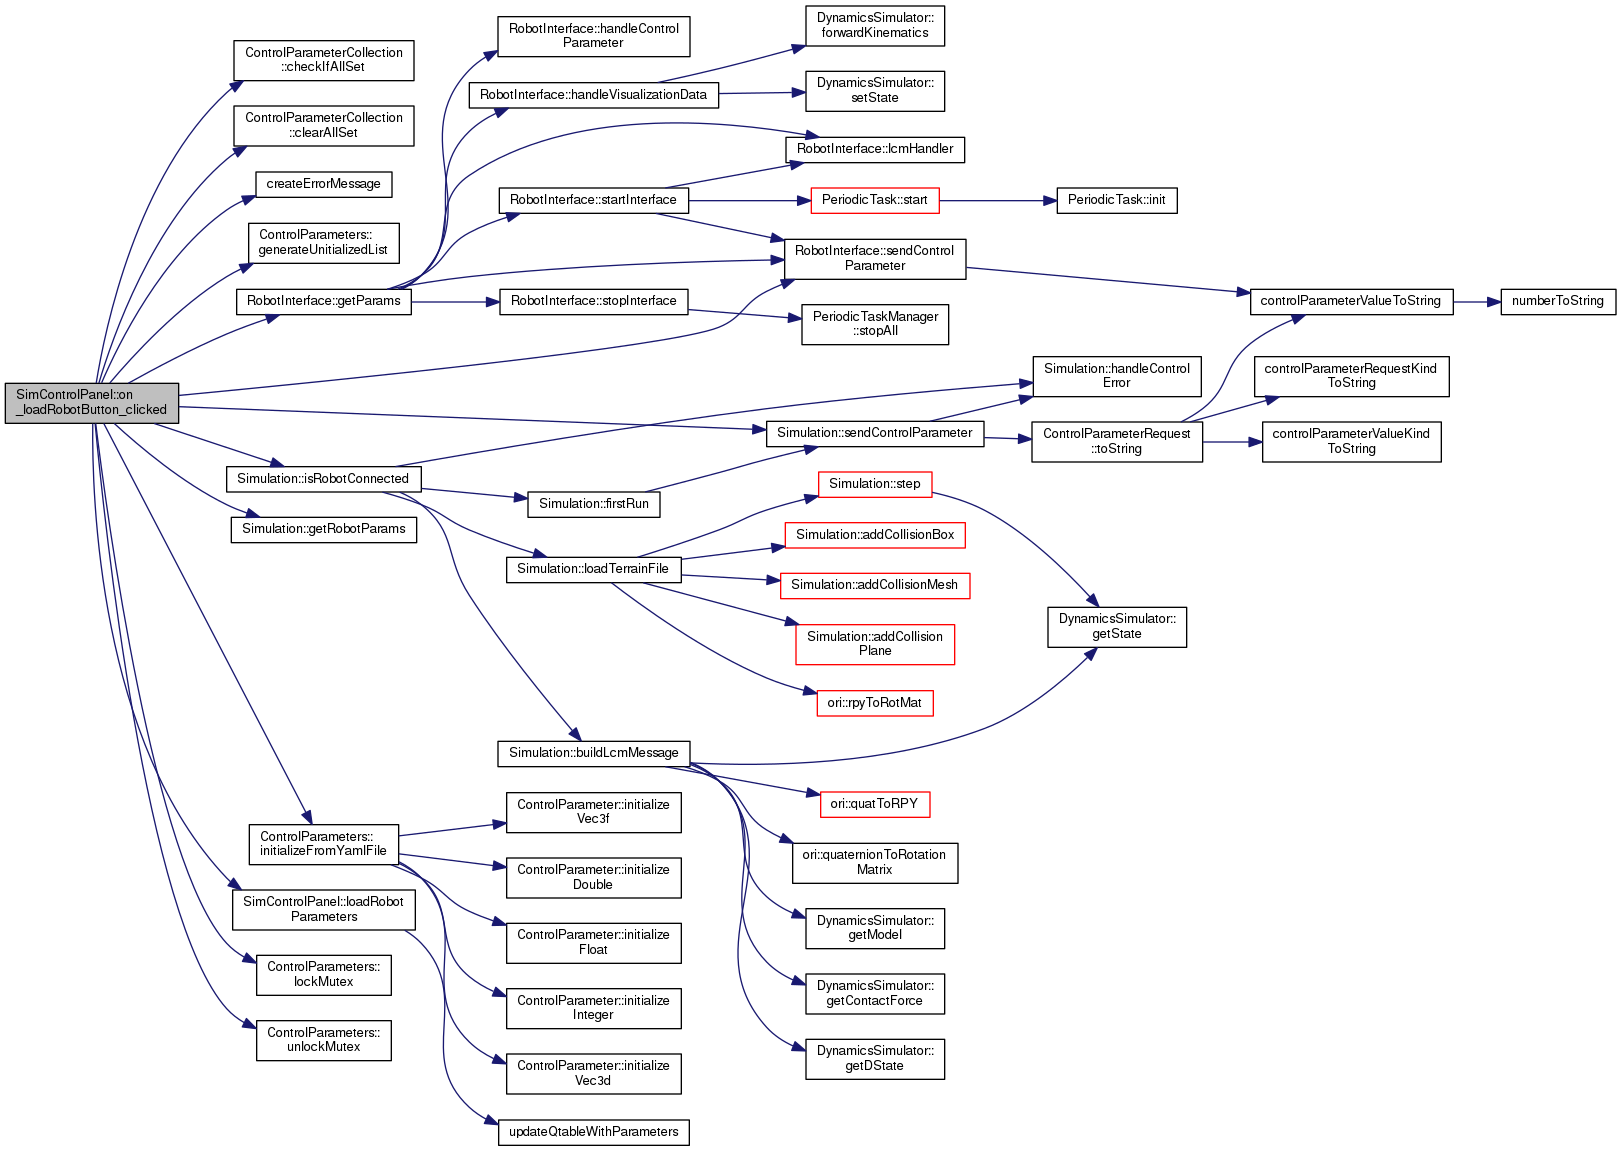 SimControlPanel::on
_loadRobotButton_clicked
ControlParameterCollection
::checkIfAllSet
ControlParameterCollection
::clearAllSet
createErrorMessage
ControlParameters::
generateUnitializedList
RobotInterface::getParams
Simulation::isRobotConnected
Simulation::getRobotParams
ControlParameters::
initializeFromYamlFile
SimControlPanel::loadRobot
Parameters
ControlParameters::
lockMutex
ControlParameters::
unlockMutex
RobotInterface::handleControl
Parameter
RobotInterface::handleVisualizationData
RobotInterface::startInterface
RobotInterface::stopInterface
Simulation::firstRun
Simulation::loadTerrainFile
Simulation::buildLcmMessage
ControlParameter::initialize
Vec3f
ControlParameter::initialize
Double
ControlParameter::initialize
Float
ControlParameter::initialize
Integer
ControlParameter::initialize
Vec3d
updateQtableWithParameters
DynamicsSimulator::
forwardKinematics
DynamicsSimulator::
setState
RobotInterface::lcmHandler
PeriodicTask::start
RobotInterface::sendControl
Parameter
PeriodicTaskManager
::stopAll
Simulation::sendControlParameter
Simulation::step
Simulation::addCollisionBox
Simulation::addCollisionMesh
Simulation::addCollision
Plane
ori::rpyToRotMat
ori::quatToRPY
ori::quaternionToRotation
Matrix
DynamicsSimulator::
getModel
DynamicsSimulator::
getContactForce
DynamicsSimulator::
getDState
PeriodicTask::init
Simulation::handleControl
Error
ControlParameterRequest
::toString
DynamicsSimulator::
getState
controlParameterValueToString
controlParameterRequestKind
ToString
controlParameterValueKind
ToString
numberToString